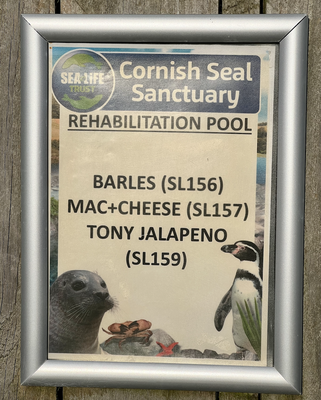 SEA LIFE
TRUST
Cornish Seal
Sanctuary
REHABILITATION POOL
BARLES (SL156)
MAC+CHEESE (SL157)
TONY JALAPENO
(SL159)